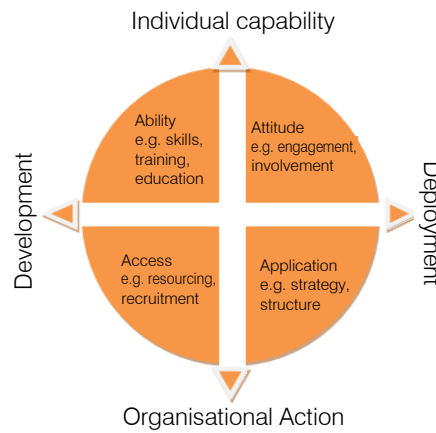 Individual capability
Ability
e.g. skills,
training,
education
Attitude
e.g. engagement,
involvement
Development
Deployment
Access
e.g. resourcing,
recruitment
Application
e.g. strategy,
structure
Organisational Action